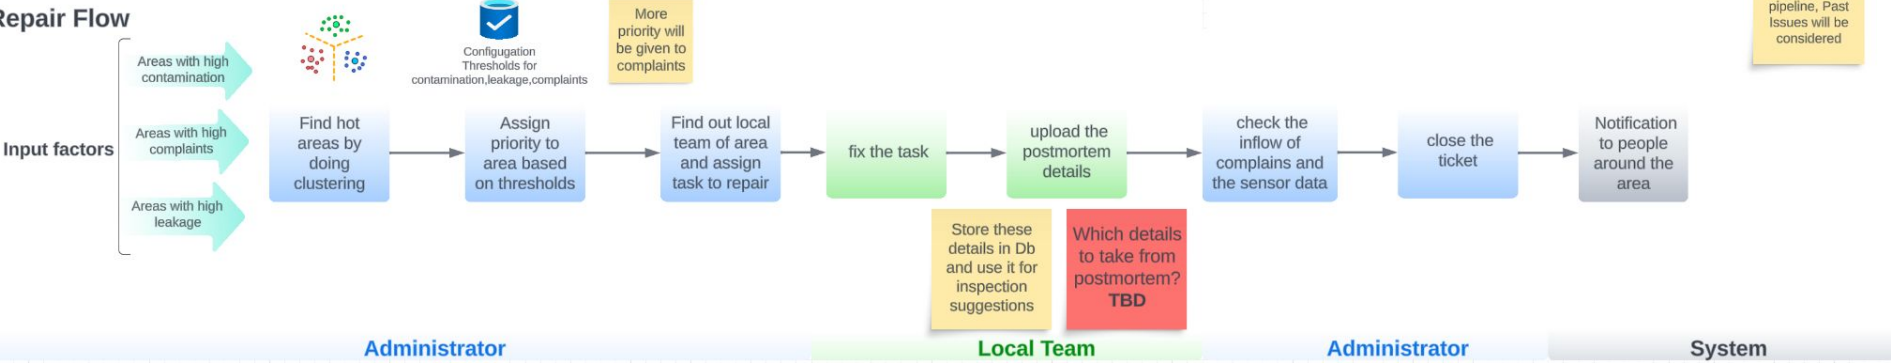 Repair Flow
More
priority will
be given to
complaints
pipeline, Past
Issues will be
considered
Configugation
Thresholds for
contamination,leakage,complaints
Areas with high
contamination
Input factors
Areas with high
complaints
Areas with high
leakage
Find hot
areas by
doing
clustering
Assign
priority to
area based
on thresholds
Find out local
team of area
and assign
task to repair
fix the task
upload the
postmortem
details
check the
inflow of
complains and
the sensor data
close the
ticket
Notification
to people
around the
area
Store these
details in Db
and use it for
inspection
suggestions
Which details
to take from
postmortem?
TBD
Administrator
Local Team
Administrator
System